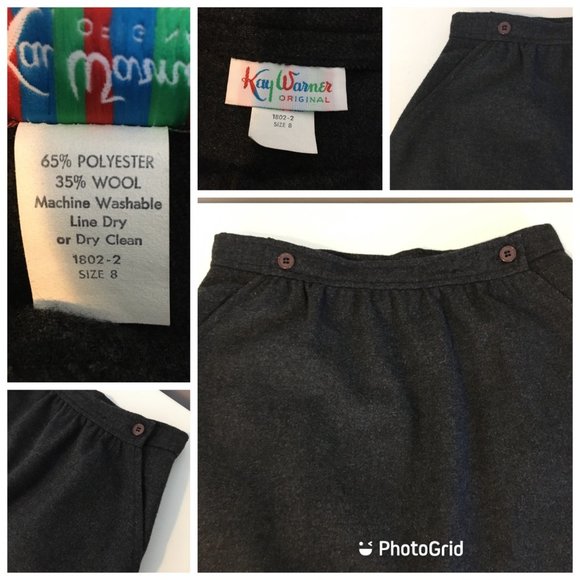 65% POLYESTER
35% WOOL
Machine Washable
Line Dry
or Dry Clean
1802-2
SIZE 8
Kay Warner
ORIGINAL
1802-2
SIZE 8
PhotoGrid